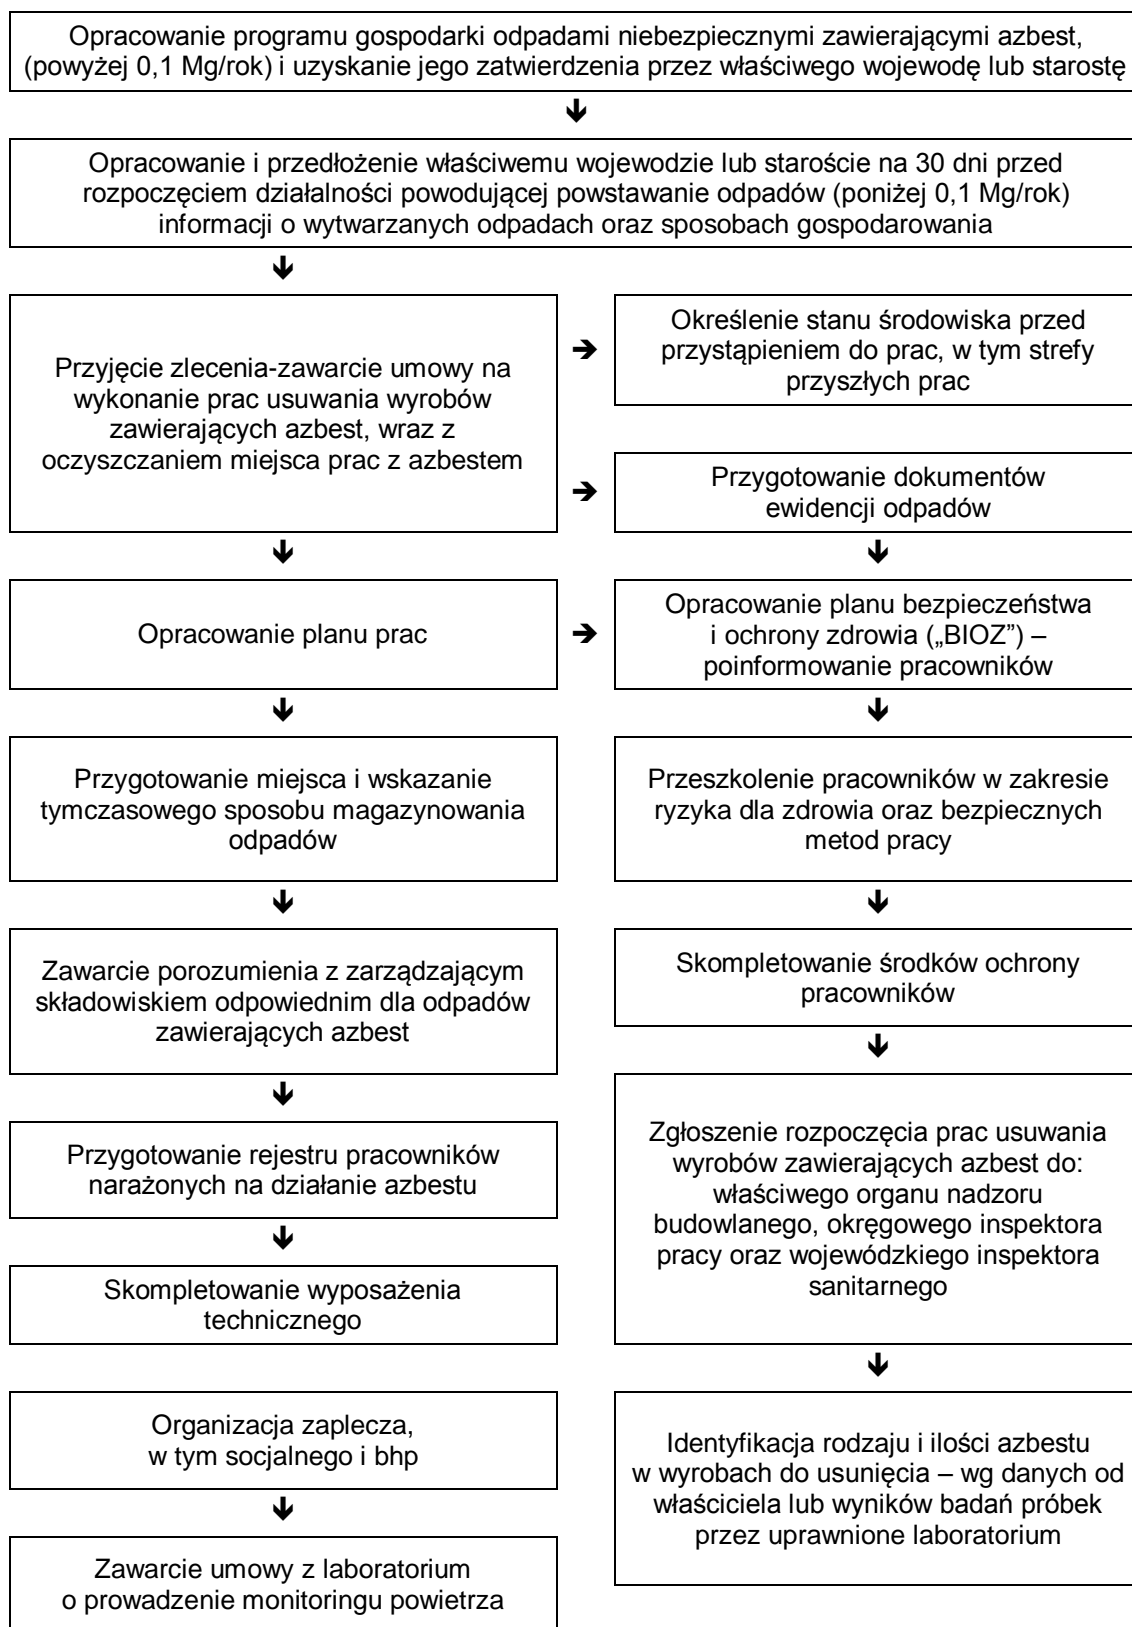 Opracowanie programu gospodarki odpadami niebezpiecznymi zawierającymi azbest,
(powyżej 0,1 Mg/rok) i uzyskanie jego zatwierdzenia przez właściwego wojewodę lub starostę
Opracowanie i przedłożenie właściwemu wojewodzie lub staroście na 30 dni przed
rozpoczęciem działalności powodującej powstawanie odpadów (poniżej 0,1 Mg/rok)
informacji o wytwarzanych odpadach oraz sposobach gospodarowania
Przyjęcie zlecenia-zawarcie umowy na
wykonanie prac usuwania wyrobów
zawierających azbest, wraz z
oczyszczaniem miejsca prac z azbestem
Określenie stanu środowiska przed
przystąpieniem do prac, w tym strefy
przyszłych prac
Przygotowanie dokumentów
ewidencji odpadów
Opracowanie planu prac
Opracowanie planu bezpieczeństwa
i ochrony zdrowia („BIOZ”) –
poinformowanie pracowników
Przygotowanie miejsca i wskazanie
tymczasowego sposobu magazynowania
odpadów
Przeszkolenie pracowników w zakresie
ryzyka dla zdrowia oraz bezpiecznych
metod pracy
Zawarcie porozumienia z zarządzającym
składowiskiem odpowiednim dla odpadów
zawierających azbest
Skompletowanie środków ochrony
pracowników
Przygotowanie rejestru pracowników
narażonych na działanie azbestu
Zgłoszenie rozpoczęcia prac usuwania
wyrobów zawierających azbest do:
właściwego organu nadzoru
budowlanego, okręgowego inspektora
pracy oraz wojewódzkiego inspektora
sanitarnego
Skompletowanie wyposażenia
technicznego
Organizacja zaplecza,
w tym socjalnego i bhp
Identyfikacja rodzaju i ilości azbestu
w wyrobach do usunięcia – wg danych od
właściciela lub wyników badań próbek
przez uprawnione laboratorium
Zawarcie umowy z laboratorium
o prowadzenie monitoringu powietrza